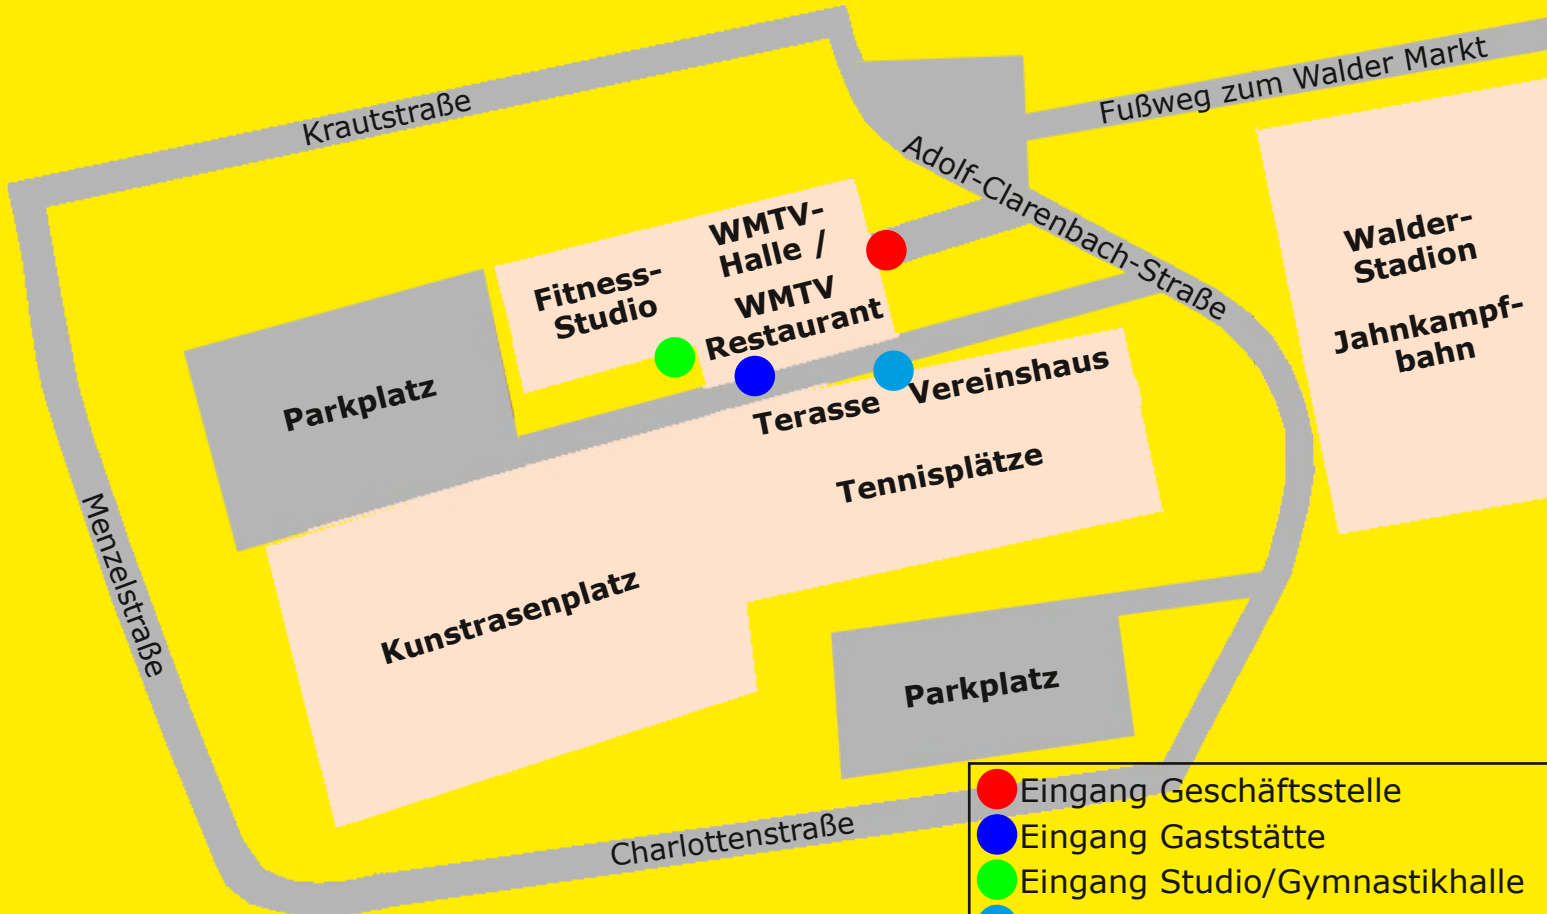 Krautstraße
Fußweg zum Walder Markt
Adolf-Clarenbach-Straße
WMTV-
Halle /
WMTV
Restaurant
Fitness-
Studio
Walder-
Stadion
Jahnkampf-
bahn
Parkplatz
Terasse
Vereinshaus
Tennisplätze
Menzelstraße
Kunstrasenplatz
Parkplatz
Charlottenstraße
Eingang Geschäftsstelle
Eingang Gaststätte
Eingang Studio/Gymnastikhalle